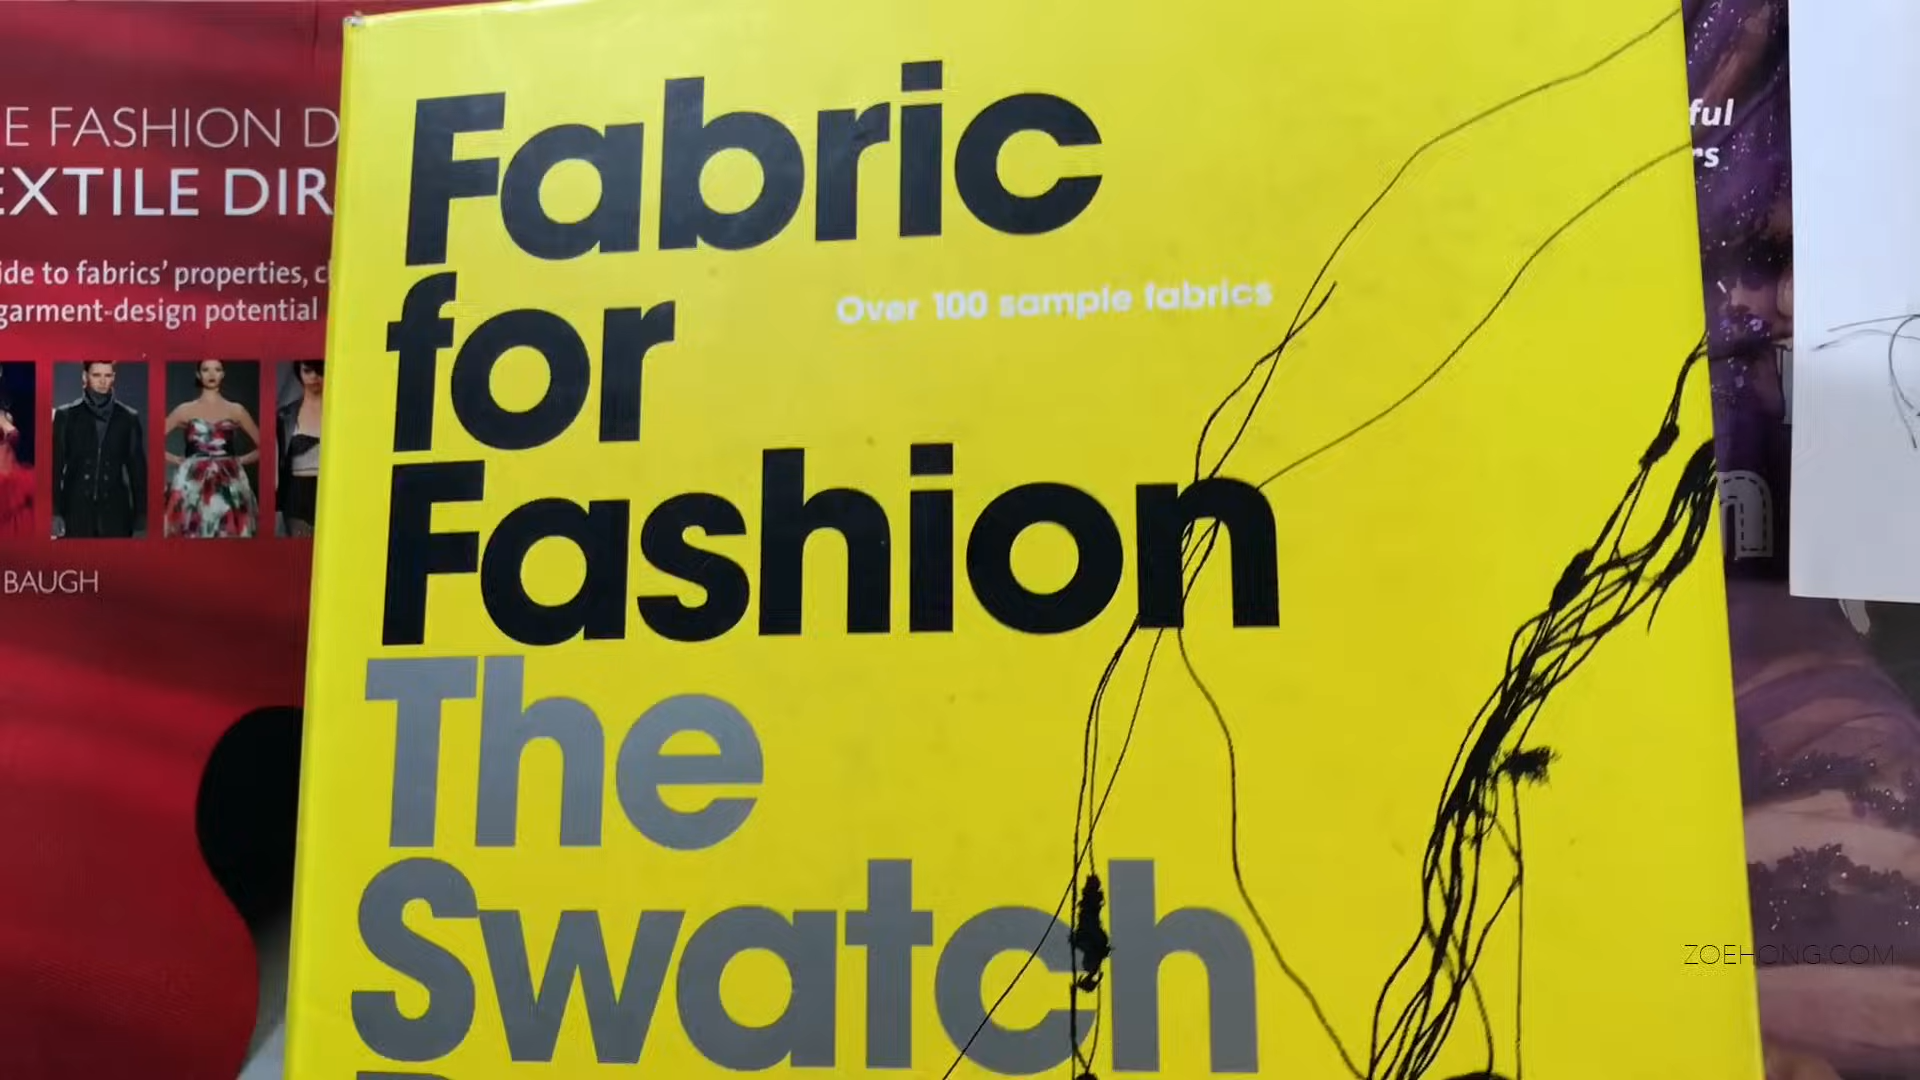 E FASHION D
EXTILE DIR
ide to fabrics' properties, c
garment-design potential
BAUGH
Fabric
for
Over 100 sample fabrics
Fashion
The
Swatch
ful
rs
n
ZOEHONG.COM